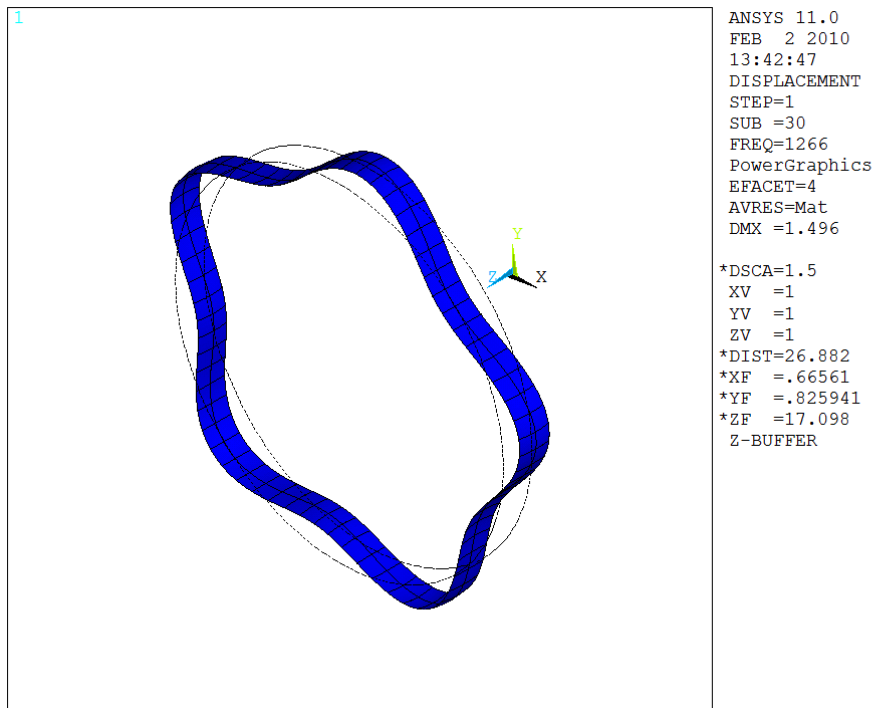 1
ANSYS 11.0
FEB  2 2010
13:42:47
DISPLACEMENT
STEP=1
SUB =30
FREQ=1266
PowerGraphics
EFACET=4
AVRES=Mat
DMX =1.496
*DSCA=1.5
XV  =1
YV  =1
ZV  =1
*DIST=26.882
*XF  =.66561
*YF  =.825941
*ZF  =17.098
Z-BUFFER
Y
Z
X